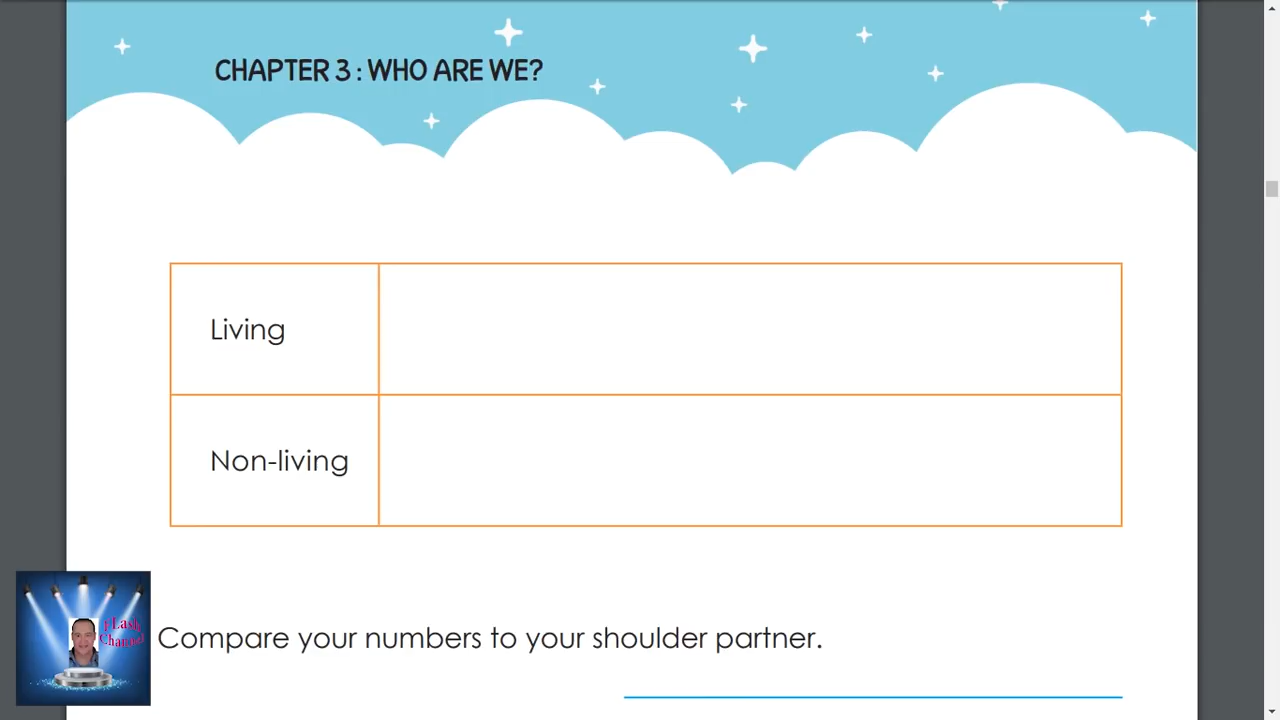 CHAPTER 3 : WHO ARE WE?
Living
Non-living
Compare your numbers to your shoulder partner.